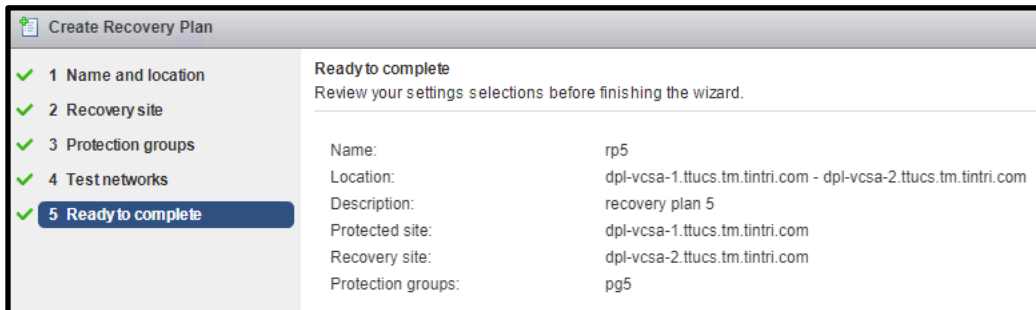 Create Recovery Plan
1 Name and location
2 Recovery site
3 Protection groups
4 Test networks
5 Ready to complete
Ready to complete
Review your settings selections before finishing the wizard.
Name: rp5
Location: dpl-vcsa-1.ttucs.tm.tintri.com - dpl-vcsa-2.ttucs.tm.tintri.com
Description: recovery plan 5
Protected site: dpl-vcsa-1.ttucs.tm.tintri.com
Recovery site: dpl-vcsa-2.ttucs.tm.tintri.com
Protection groups: pg5